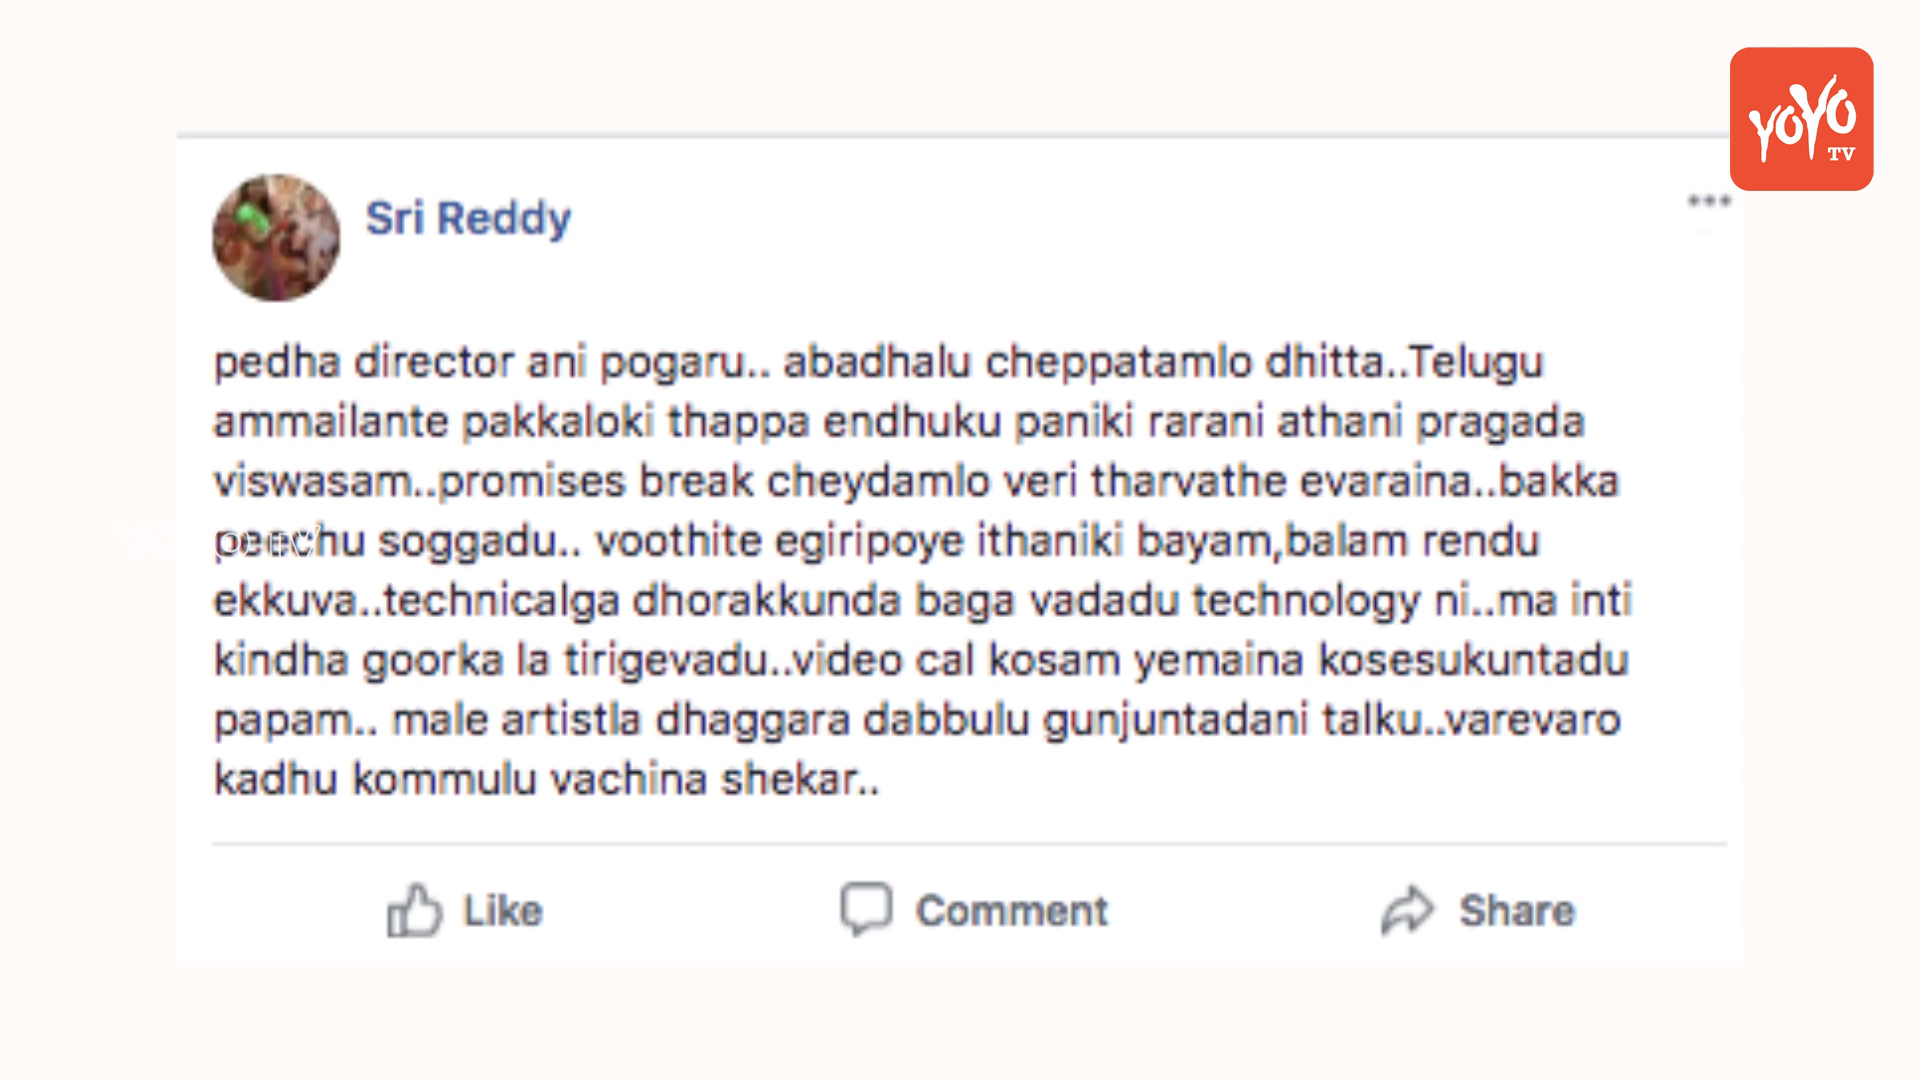 YOYO
TV
Sri Reddy
pedha director ani pogaru.. abadhalu cheppatamlo dhitta..Telugu
ammailante pakkaloki thappa endhuku paniki rarani athani pragada
viswasam..promises break cheydamlo veri tharvathe evaraina..bakka
soggadu.. voothite egiripoye ithaniki bayam,balam rendu
ekkuva..technicalga dhorakkunda baga vadadu technology ni..ma inti
kindha goorka la tirigevadu..video cal kosam yemaina kosesukuntadu
papam.. male artistla dhaggara dabbulu gunjuntadani talku..varevaro
kadhu kommulu vachina shekar..
Like
Comment
Share